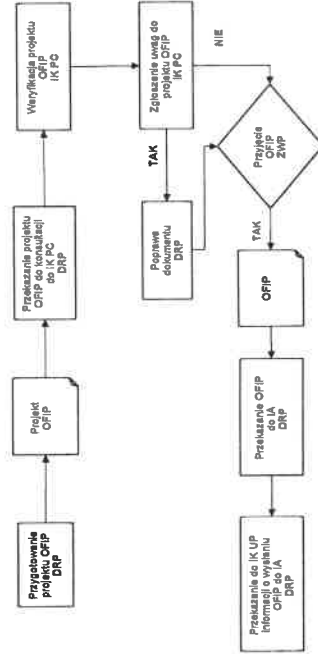 Przygotowanie
projektu OFIP
DRP
Projekt
OFIP
Przekazanie projektu
OFIP do konsultacji
do IK PC
DRP
Weryfikacja projektu
OFIP
IK PC
Zgłoszenie uwag do
projektu OFIP
IK PC
NIE
TAK
Poprawa
dokumentu
DRP
Przyjęcie
OFIP
ZWP
TAK
OFIP
Przekazanie OFIP
do IA
DRP
Przekazanie do IK UP
informacji o wysłaniu
OFIP do IA
DRP